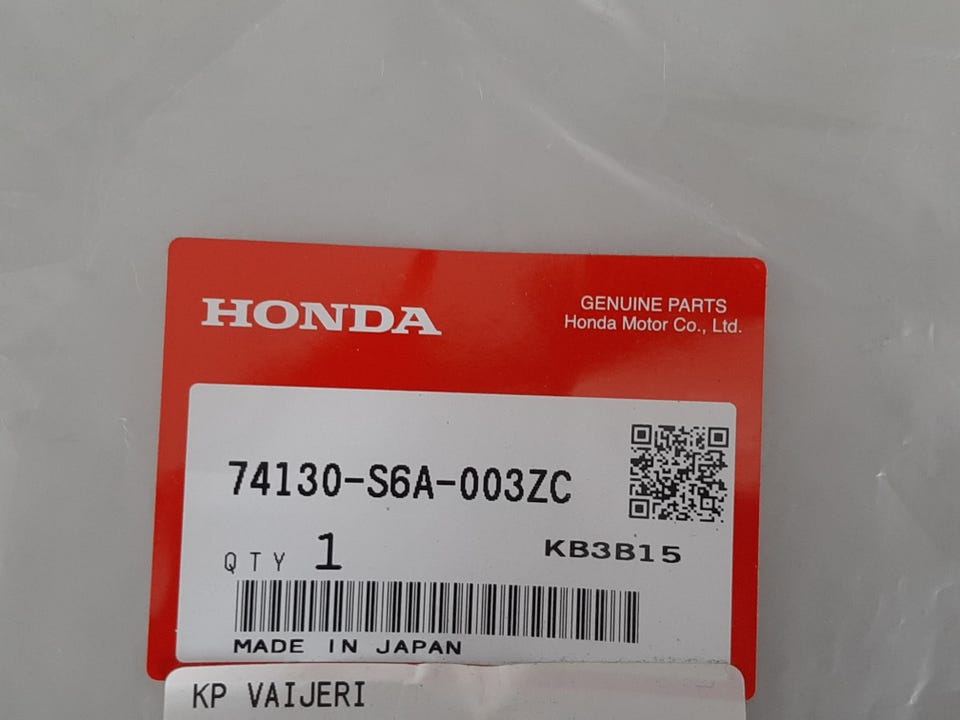 HONDA
GENUINE PARTS
Honda Motor Co., Ltd.
74130-S6A-003ZC
QTY 1
KB3B15
MADE IN JAPAN
KP VAIJERI